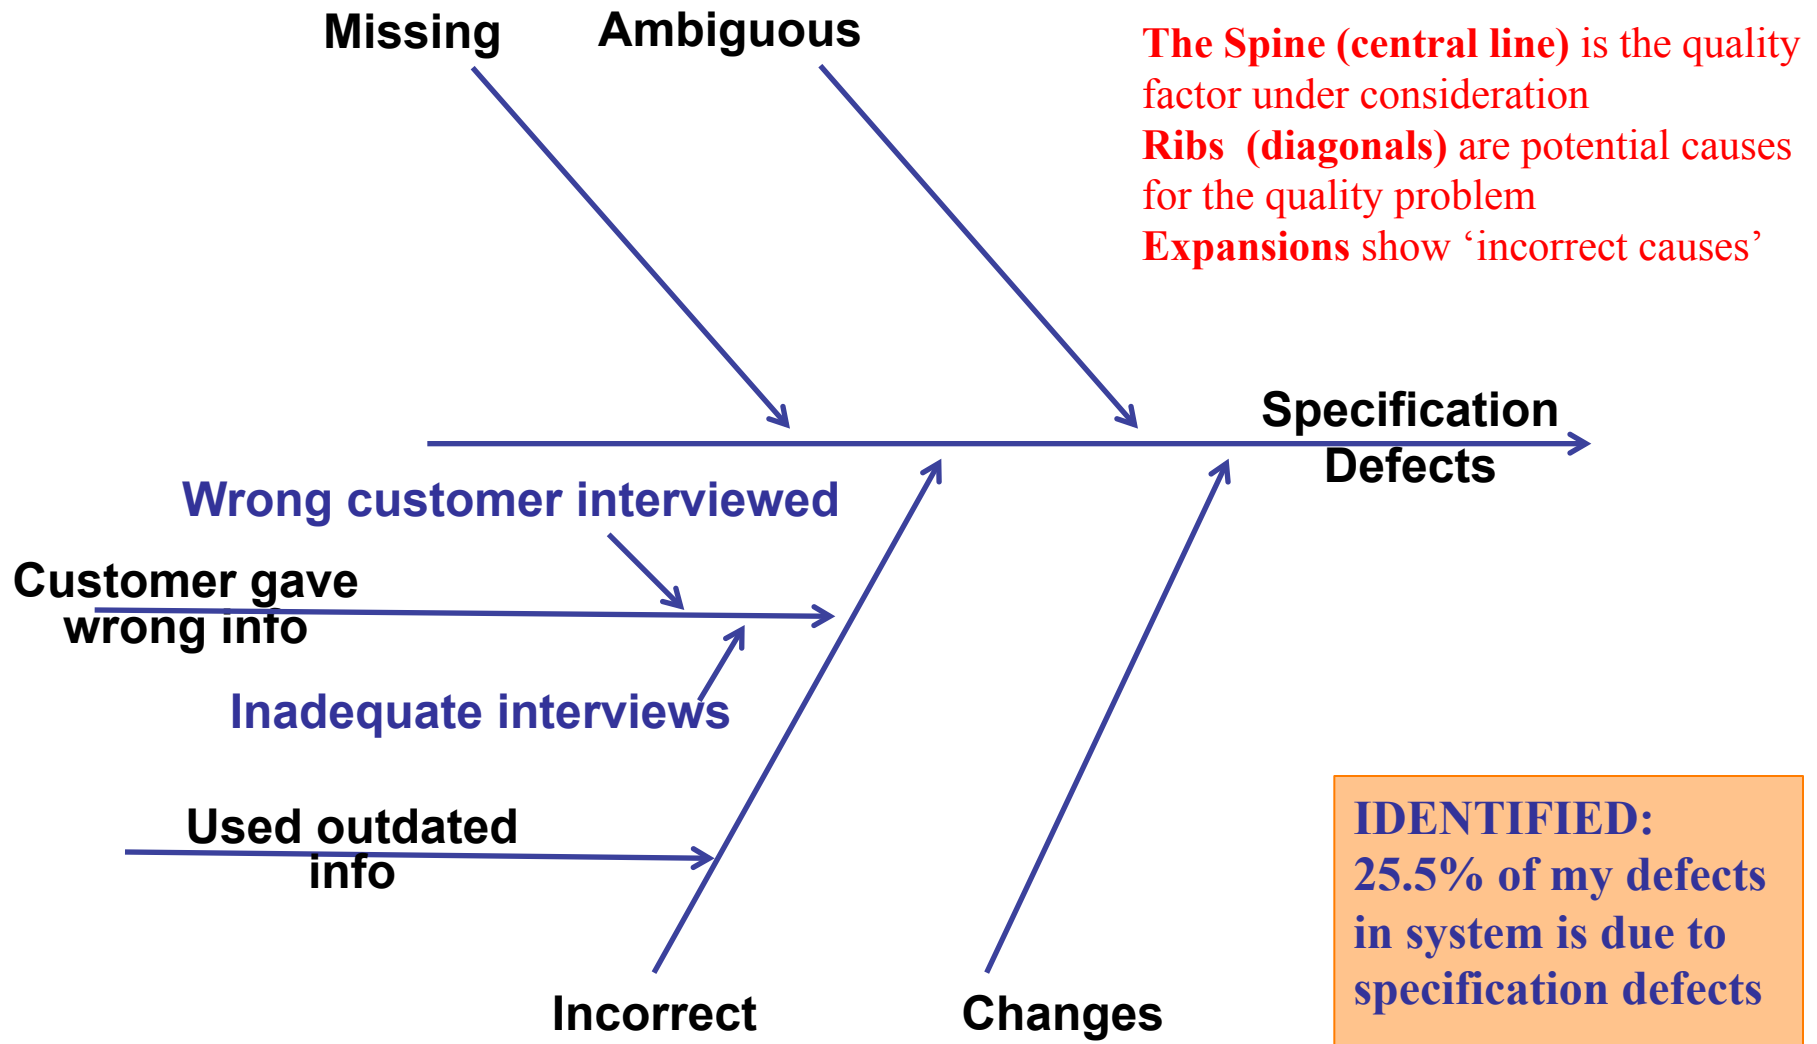 Missing
Ambiguous
The Spine (central line) is the quality
factor under consideration
Ribs (diagonals) are potential causes
for the quality problem
Expansions show ‘incorrect causes’
Specification
Defects
Wrong customer interviewed
Customer gave
wrong info
Inadequate interviews
Used outdated
info
IDENTIFIED:
25.5% of my defects
in system is due to
specification defects
Incorrect
Changes